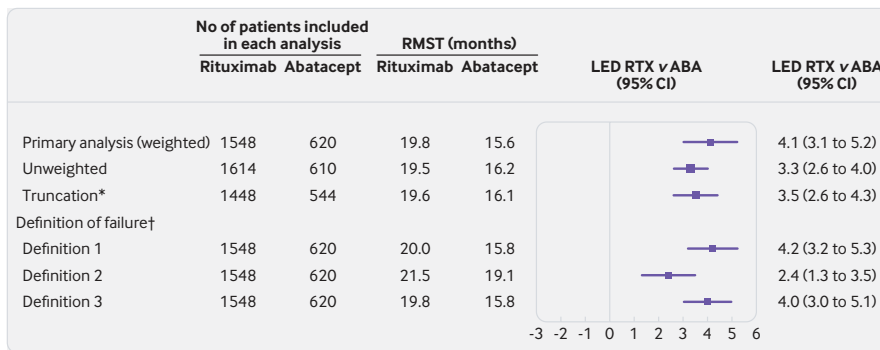 No of patients included in each analysis RMST (months)
Rituximab Abatacept Rituximab Abatacept LED RTX v ABA (95% CI) LED RTX v ABA (95% CI)
Primary analysis (weighted) 1548 620 19.8 15.6 4.1 (3.1 to 5.2)
Unweighted 1614 610 19.5 16.2 3.3 (2.6 to 4.0)
Truncation* 1448 544 19.6 16.1 3.5 (2.6 to 4.3)
Definition of failure†
Definition 1 1548 620 20.0 15.8 4.2 (3.2 to 5.3)
Definition 2 1548 620 21.5 19.1 2.4 (1.3 to 3.5)
Definition 3 1548 620 19.8 15.8 4.0 (3.0 to 5.1)
-3 -2 -1 0 1 2 3 4 5 6